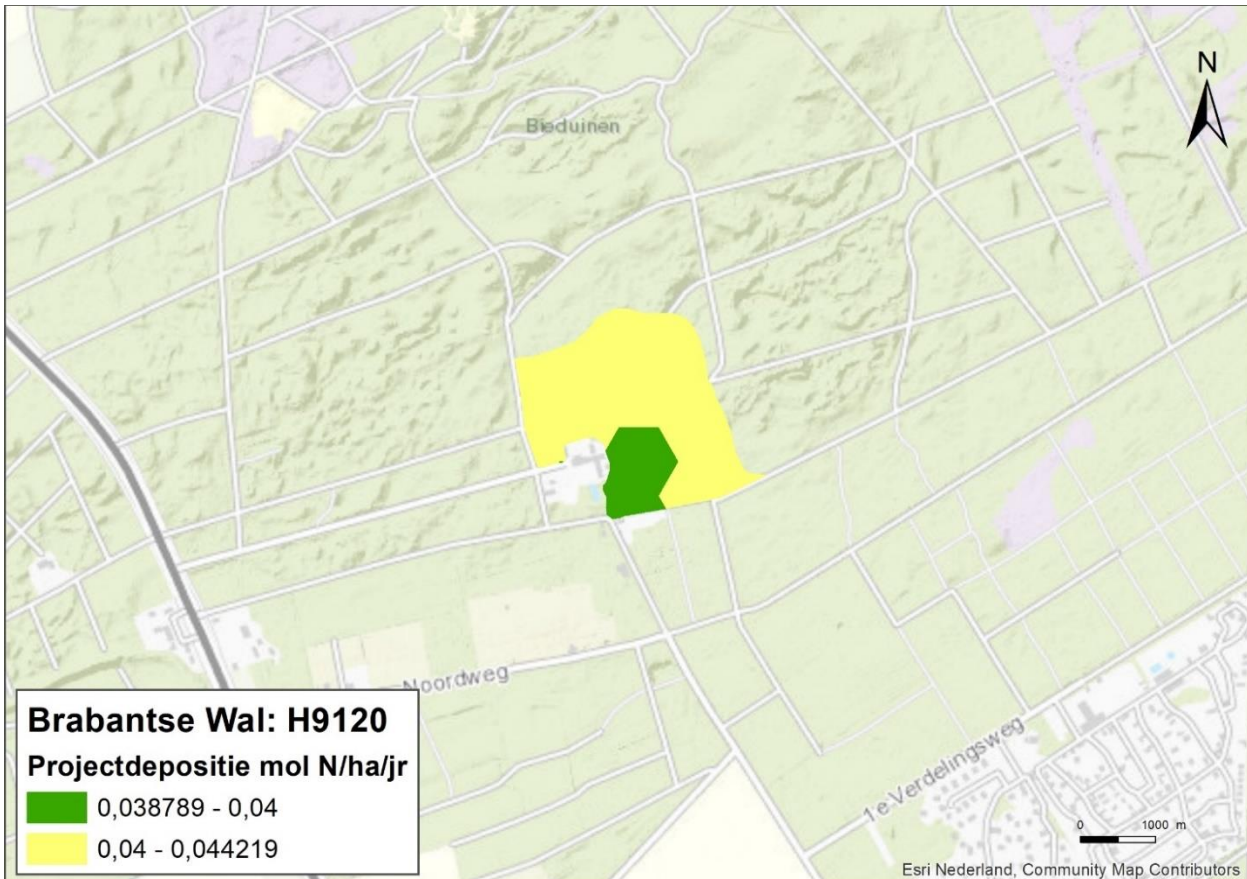 N
Bieduinen
Noordweg
1e Verdelingsweg
Brabantse Wal: H9120
Projectdepositie mol N/ha/jr
0,038789 - 0,04
0,04 - 0,044219
0 1000 m
Esri Nederland, Community Map Contributors